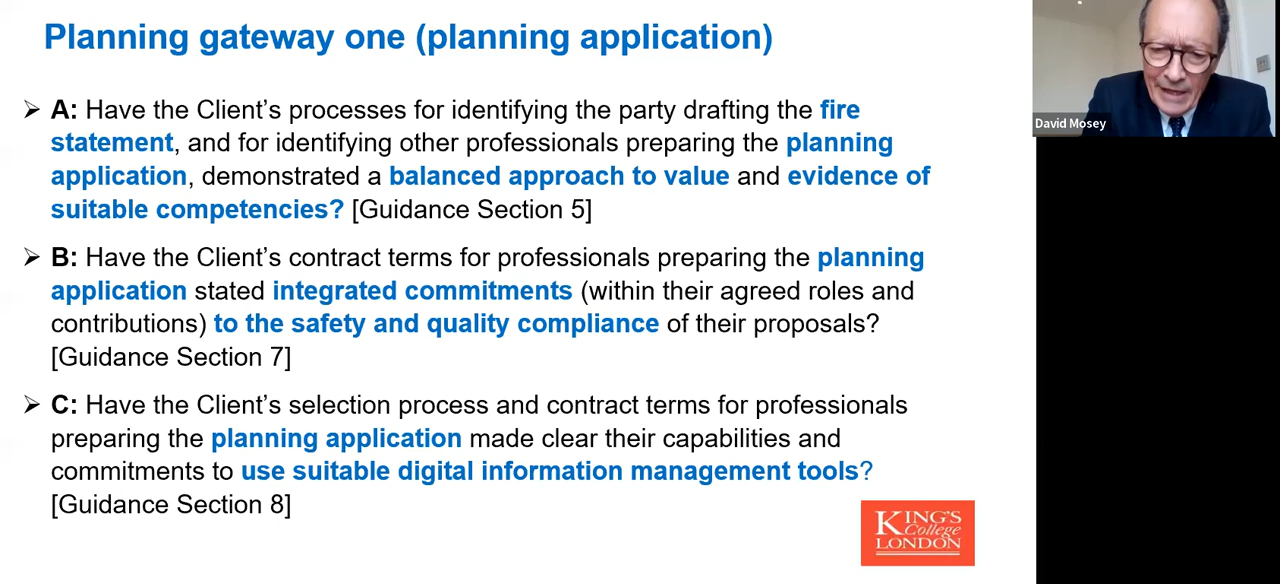 Planning gateway one (planning application)
➢ A: Have the Client's processes for identifying the party drafting the fire
statement, and for identifying other professionals preparing the planning
application, demonstrated a balanced approach to value and evidence of
suitable competencies? [Guidance Section 5]
➢ B: Have the Client's contract terms for professionals preparing the planning
application stated integrated commitments (within their agreed roles and
contributions) to the safety and quality compliance of their proposals?
[Guidance Section 7]
➢ C: Have the Client's selection process and contract terms for professionals
preparing the planning application made clear their capabilities and
commitments to use suitable digital information management tools?
[Guidance Section 8]
KING'S
College
LONDON
David Mosey